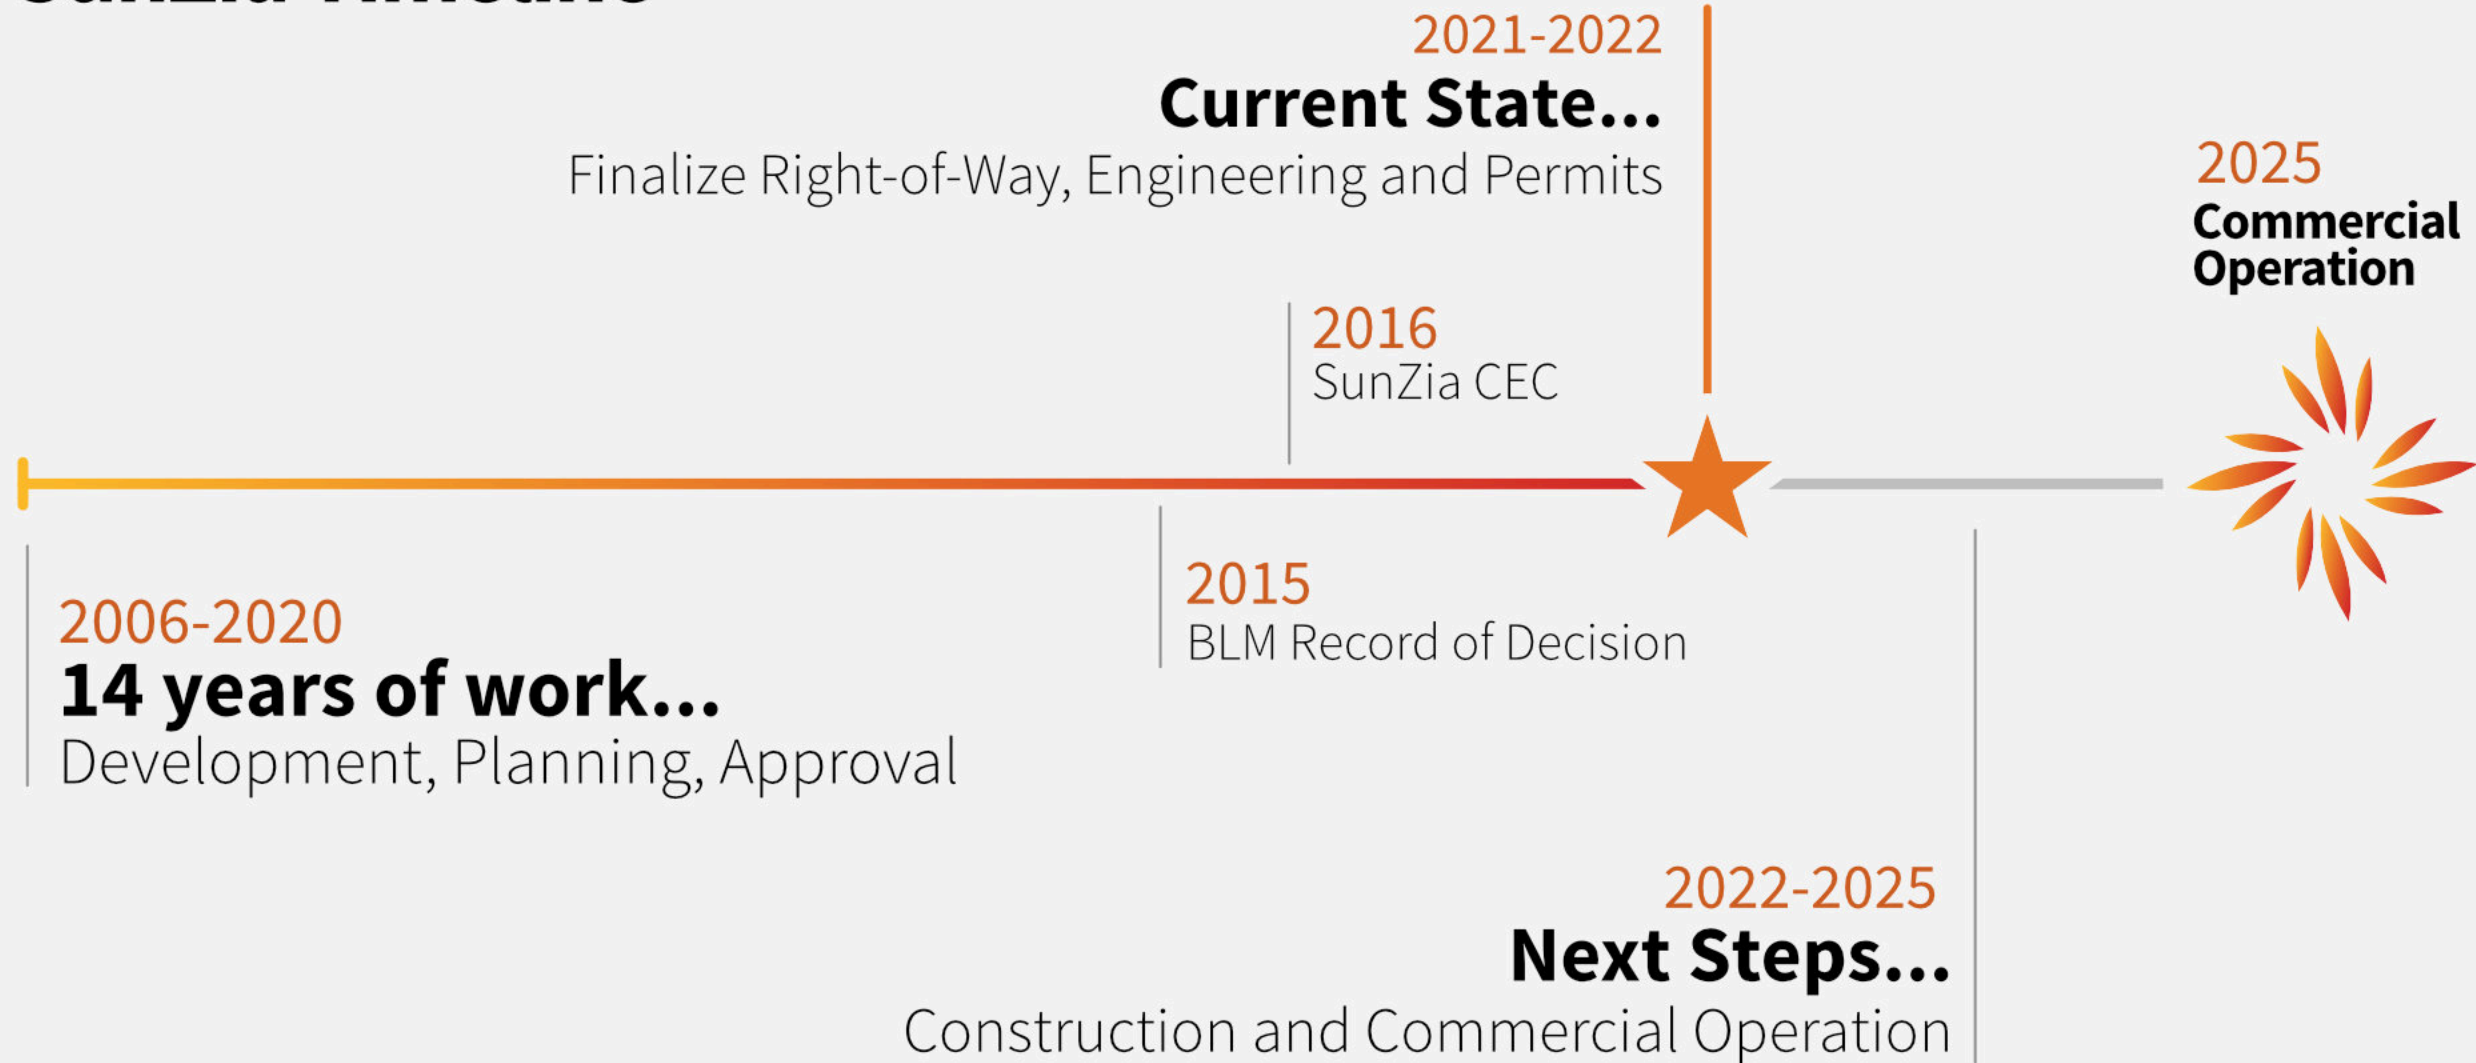 SunZia Timeline
2021-2022
Current State...
Finalize Right-of-Way, Engineering and Permits
2025
Commercial
Operation
2016
SunZia CEC
2015
BLM Record of Decision
2006-2020
14 years of work...
Development, Planning, Approval
2022-2025
Next Steps...
Construction and Commercial Operation